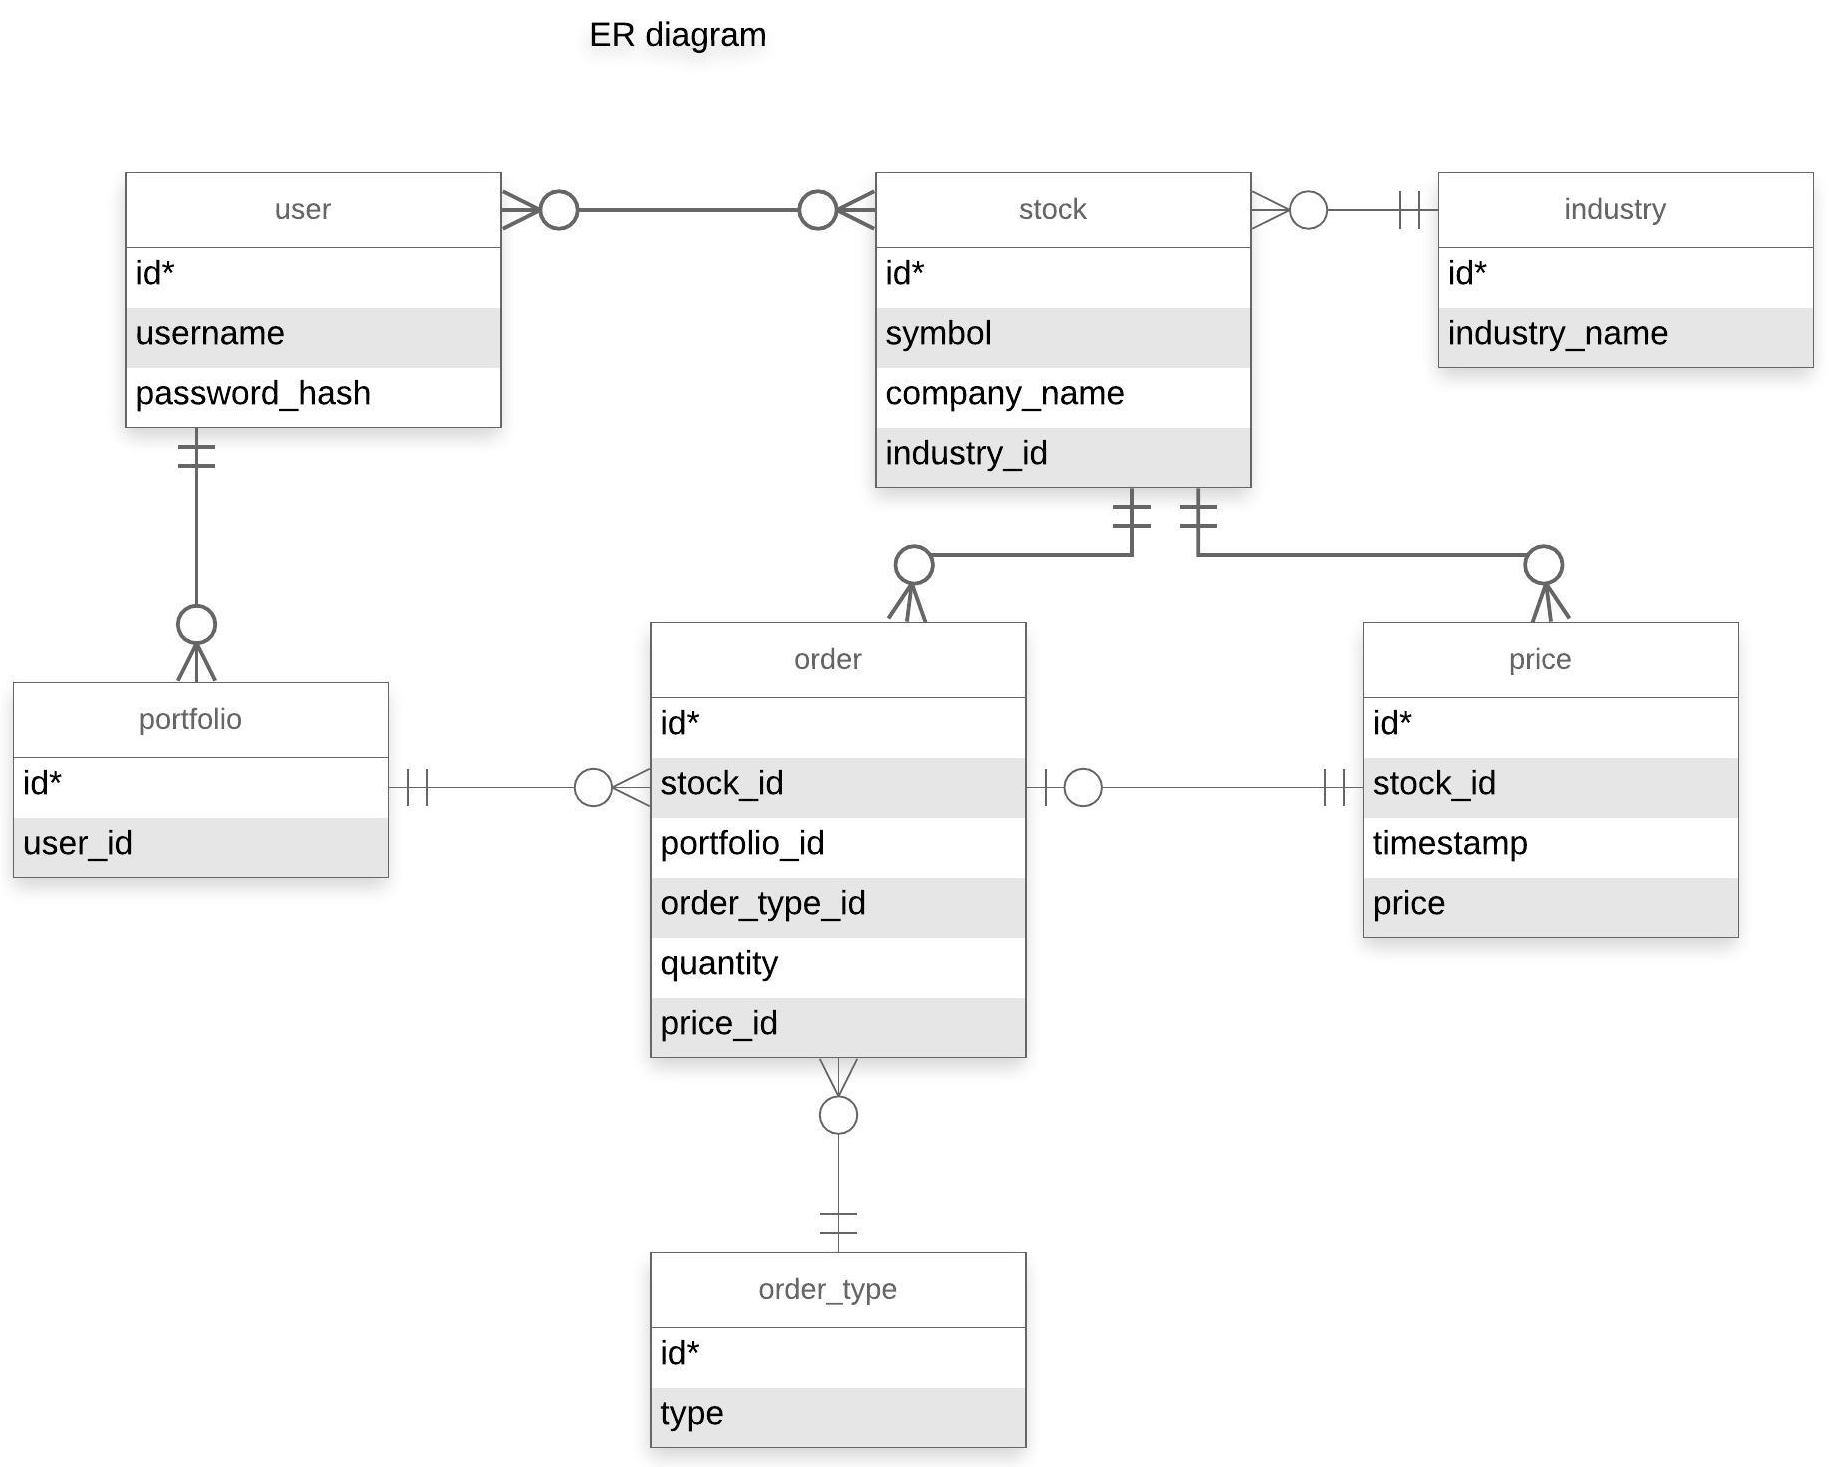 ER diagram
user
id*
username
password_hash
stock
id*
symbol
company_name
industry_id
industry
id*
industry_name
portfolio
id*
user_id
order
id*
stock_id
portfolio_id
order_type_id
quantity
price_id
price
id*
stock_id
timestamp
price
order_type
id*
type